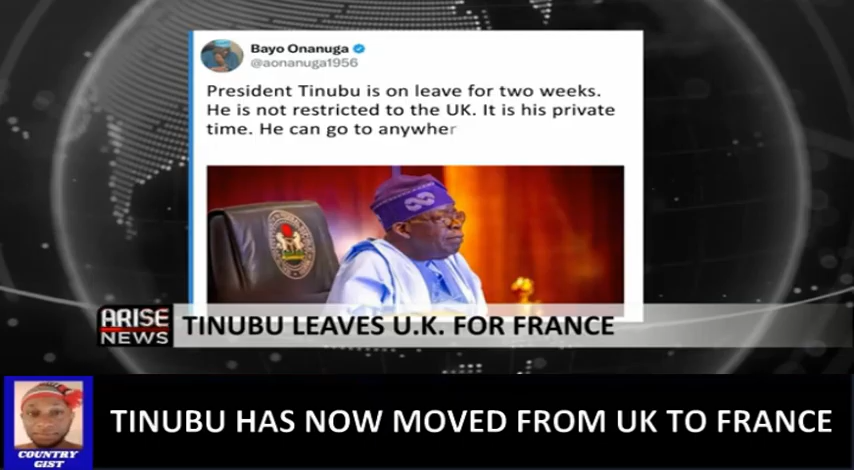 Bayo Onanuga
@aonanuga1956
President Tinubu is on leave for two weeks.
He is not restricted to the UK. It is his private
time. He can go to anywher
ARISE
NEWS
TINUBU LEAVES U.K. FOR FRANCE
TINUBU HAS NOW MOVED FROM UK TO FRANCE
COUNTRY
GIST